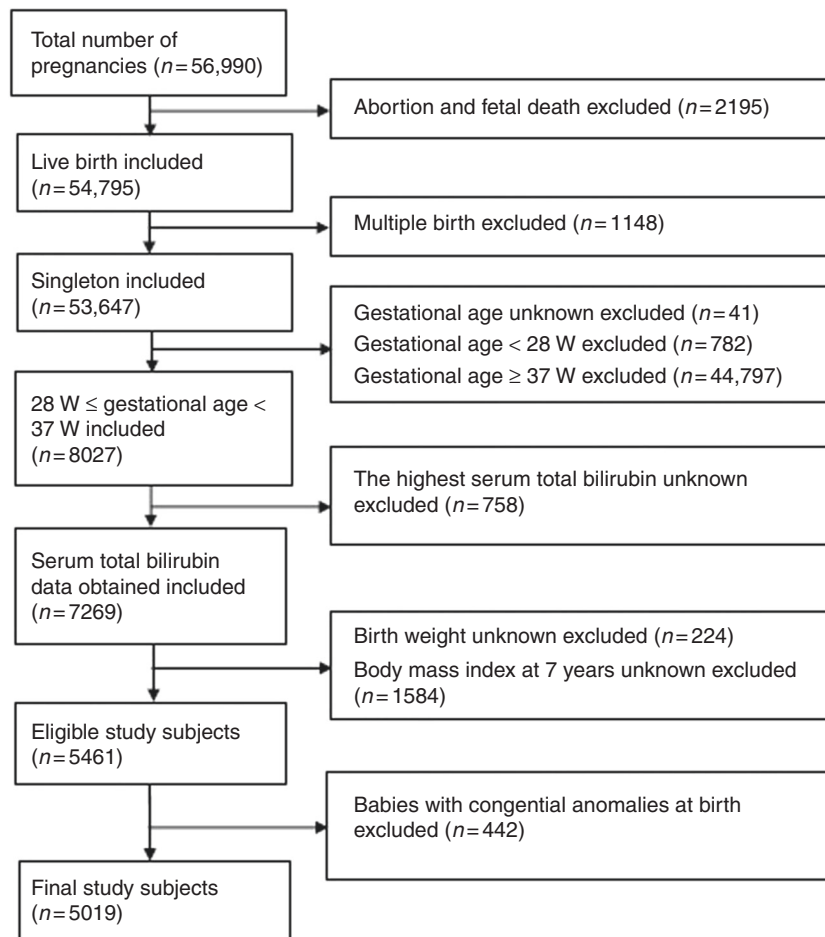 Total number of
pregnancies (n=56,990)
Abortion and fetal death excluded (n=2195)
Live birth included
(n=54,795)
Multiple birth excluded (n=1148)
Singleton included
(n=53,647)
Gestational age unknown excluded (n=41)
Gestational age < 28 W excluded (n=782)
Gestational age ≥ 37 W excluded (n=44,797)
28 W ≤ gestational age <
37 W included
(n=8027)
The highest serum total bilirubin unknown
excluded (n=758)
Serum total bilirubin
data obtained included
(n=7269)
Birth weight unknown excluded (n=224)
Body mass index at 7 years unknown excluded
(n=1584)
Eligible study subjects
(n=5461)
Babies with congential anomalies at birth
excluded (n=442)
Final study subjects
(n=5019)